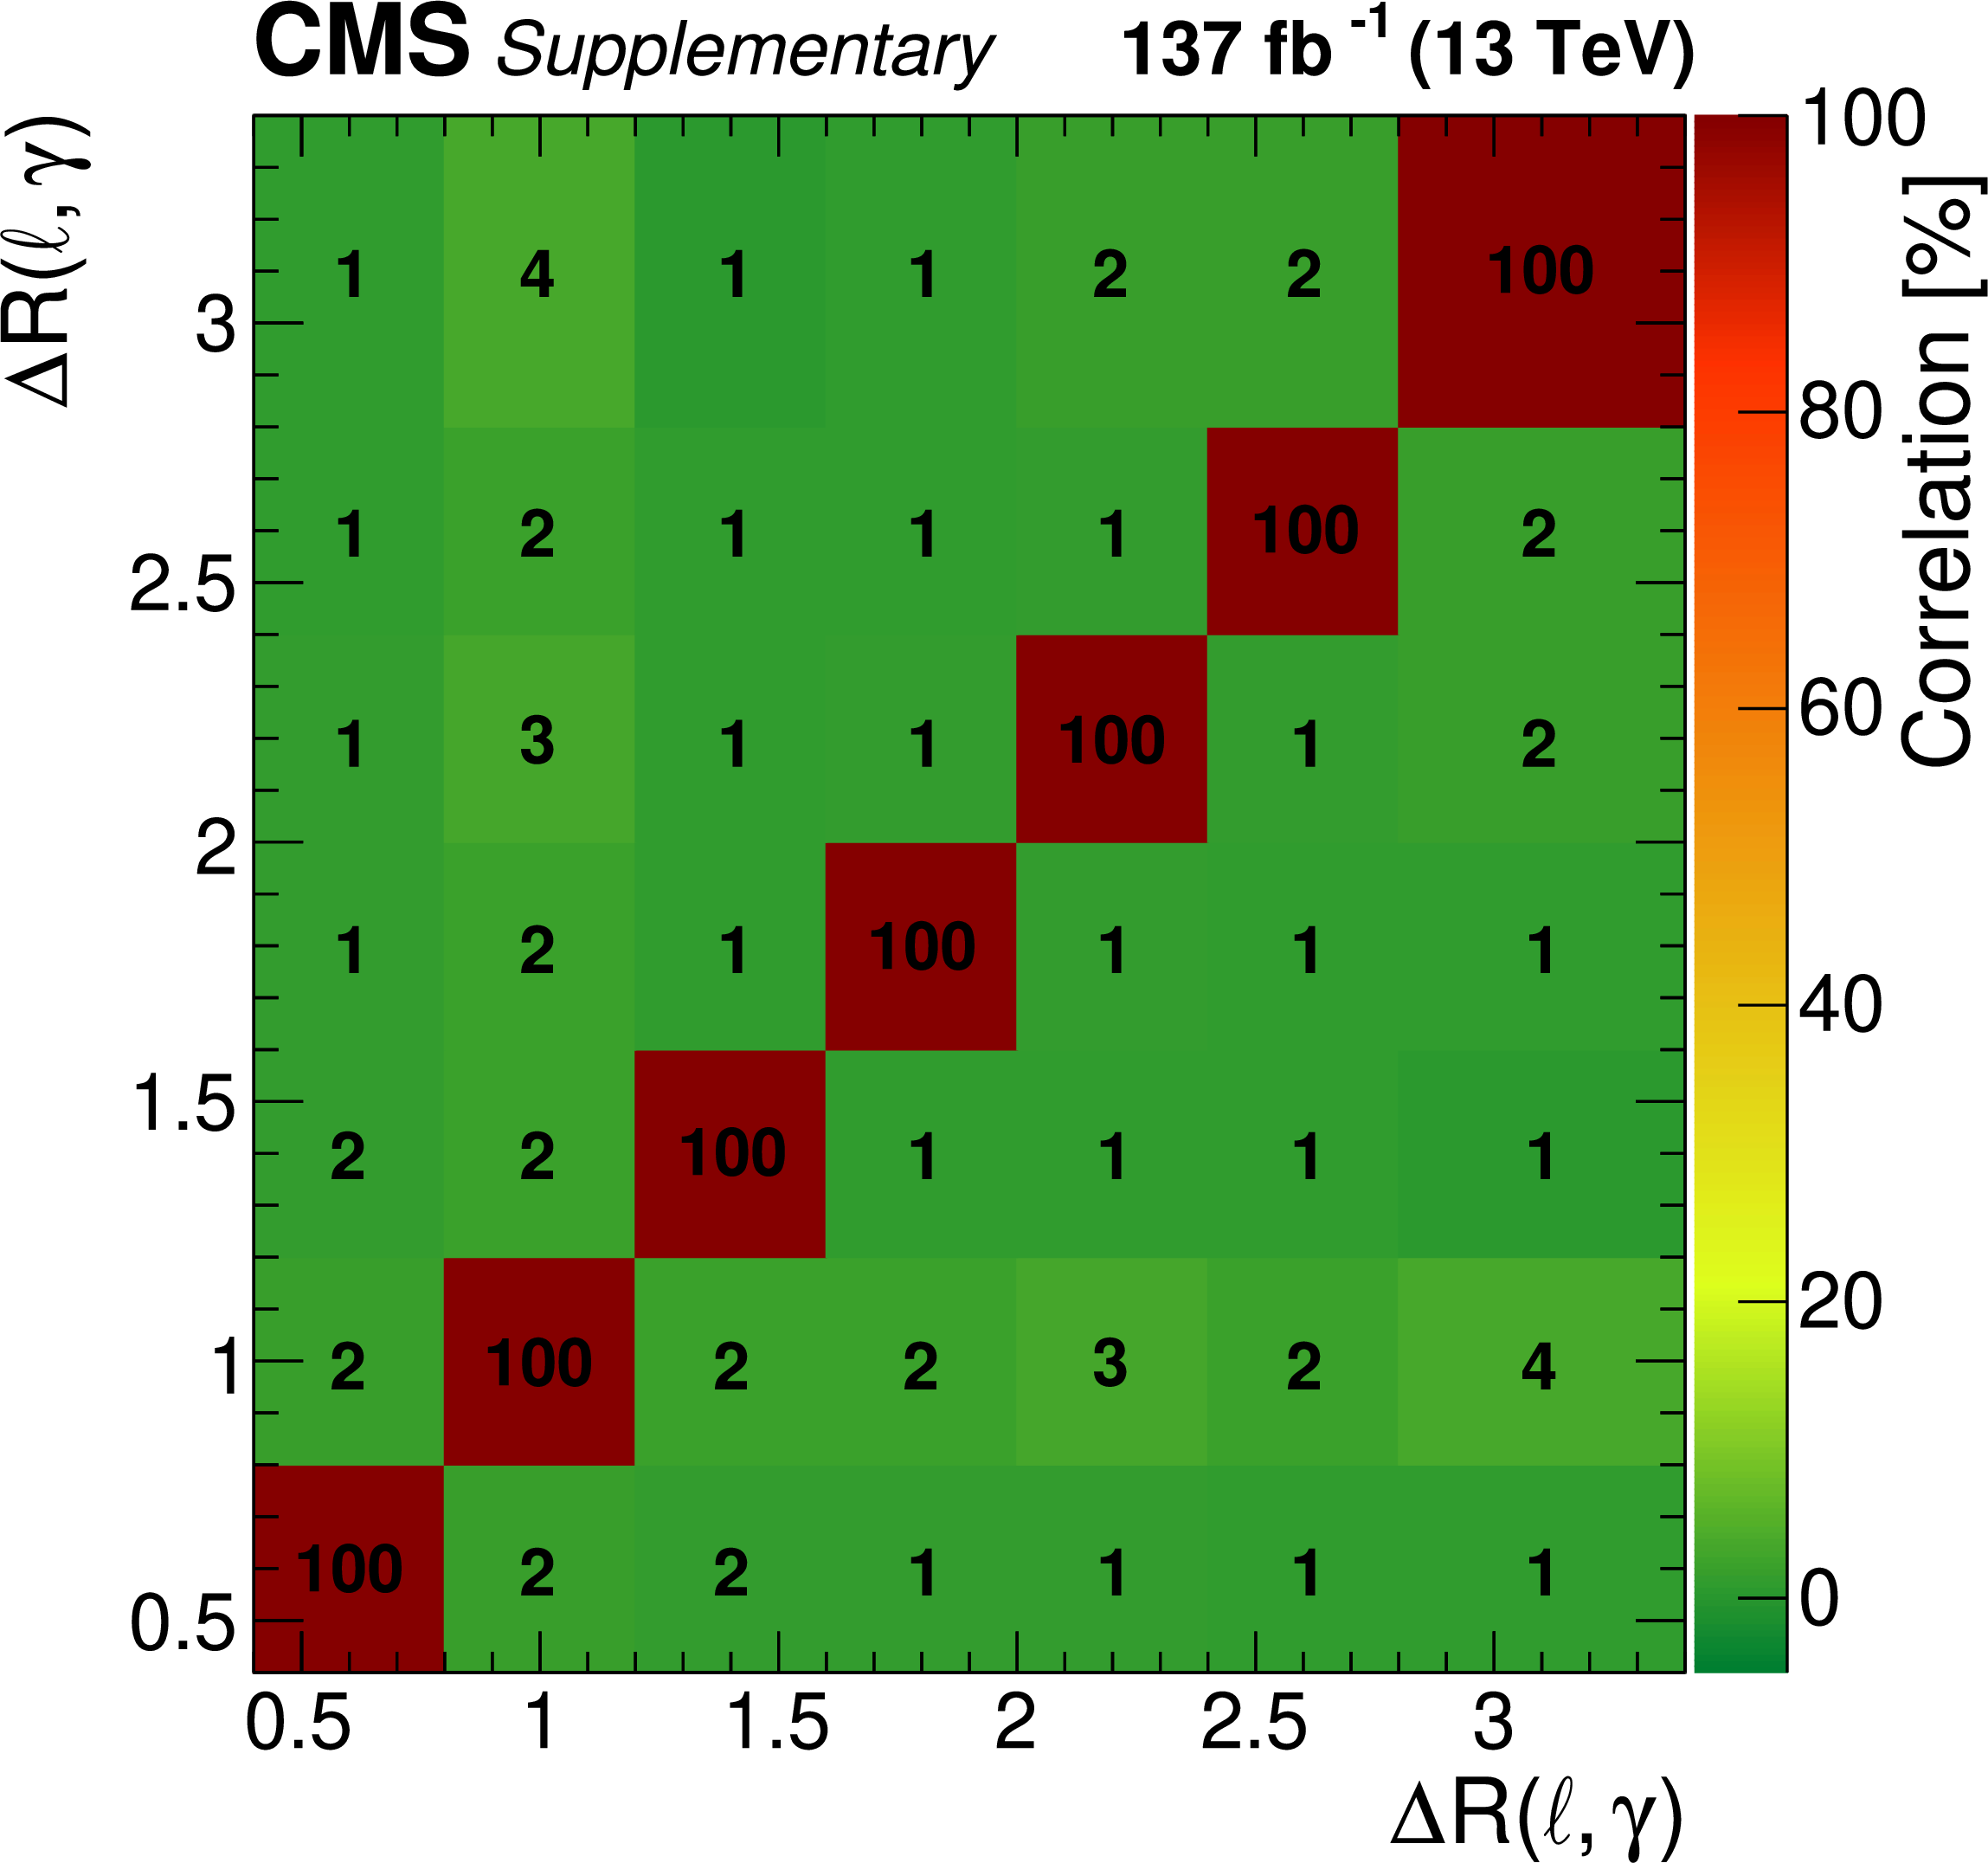 CMS Supplementary 137 fb⁻¹ (13 TeV)
ΔR(ℓ, γ)
3
2.5
2
1.5
1
0.5
1 4 1 1 2 2 100
1 2 1 1 1 100 2
1 3 1 1 100 1 2
1 2 1 100 1 1 1
2 2 100 1 1 1 1
2 100 2 2 3 2 4
100 2 2 1 1 1 1
0.5 1 1.5 2 2.5 3
ΔR(ℓ, γ)
100
80
60
40
20
0
Correlation [%]